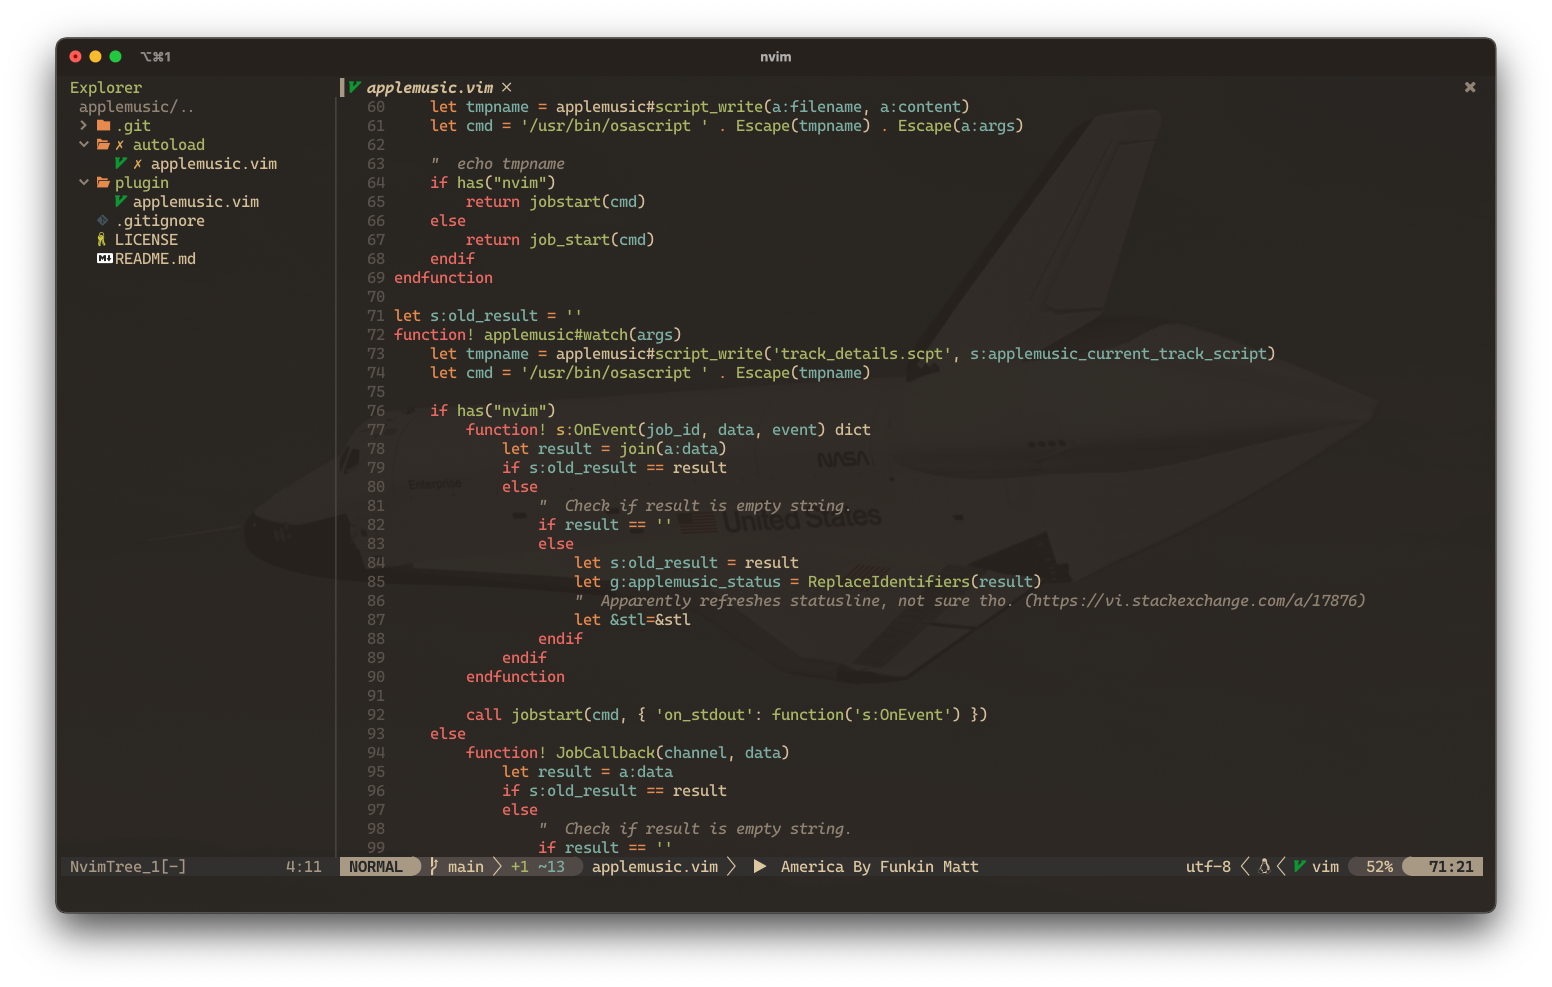 ⌥⌘1 nvim
Explorer
applemusic/..
.git
✗ autoload
✗ applemusic.vim
plugin
applemusic.vim
.gitignore
LICENSE
README.md
applemusic.vim ×
60     let tmpname = applemusic#script_write(a:filename, a:content)
61     let cmd = '/usr/bin/osascript ' . Escape(tmpname) . Escape(a:args)
62
63     "  echo tmpname
64     if has("nvim")
65         return jobstart(cmd)
66     else
67         return job_start(cmd)
68     endif
69 endfunction
70
71 let s:old_result = ''
72 function! applemusic#watch(args)
73     let tmpname = applemusic#script_write('track_details.scpt', s:applemusic_current_track_script)
74     let cmd = '/usr/bin/osascript ' . Escape(tmpname)
75
76     if has("nvim")
77         function! s:OnEvent(job_id, data, event) dict
78             let result = join(a:data)
79             if s:old_result == result
80             else
81                 "  Check if result is empty string.
82                 if result == ''
83                 else
84                     let s:old_result = result
85                     let g:applemusic_status = ReplaceIdentifiers(result)
86                     "  Apparently refreshes statusline, not sure tho. (https://vi.stackexchange.com/a/17876)
87                     let &stl=&stl
88                 endif
89             endif
90         endfunction
91
92         call jobstart(cmd, { 'on_stdout': function('s:OnEvent') })
93     else
94         function! JobCallback(channel, data)
95             let result = a:data
96             if s:old_result == result
97             else
98                 "  Check if result is empty string.
99                 if result == ''
NASA
Enterprise
United States
NvimTree_1[-] 4:11 NORMAL main +1 ~13 applemusic.vim ▶ America By Funkin Matt utf-8 vim 52% 71:21